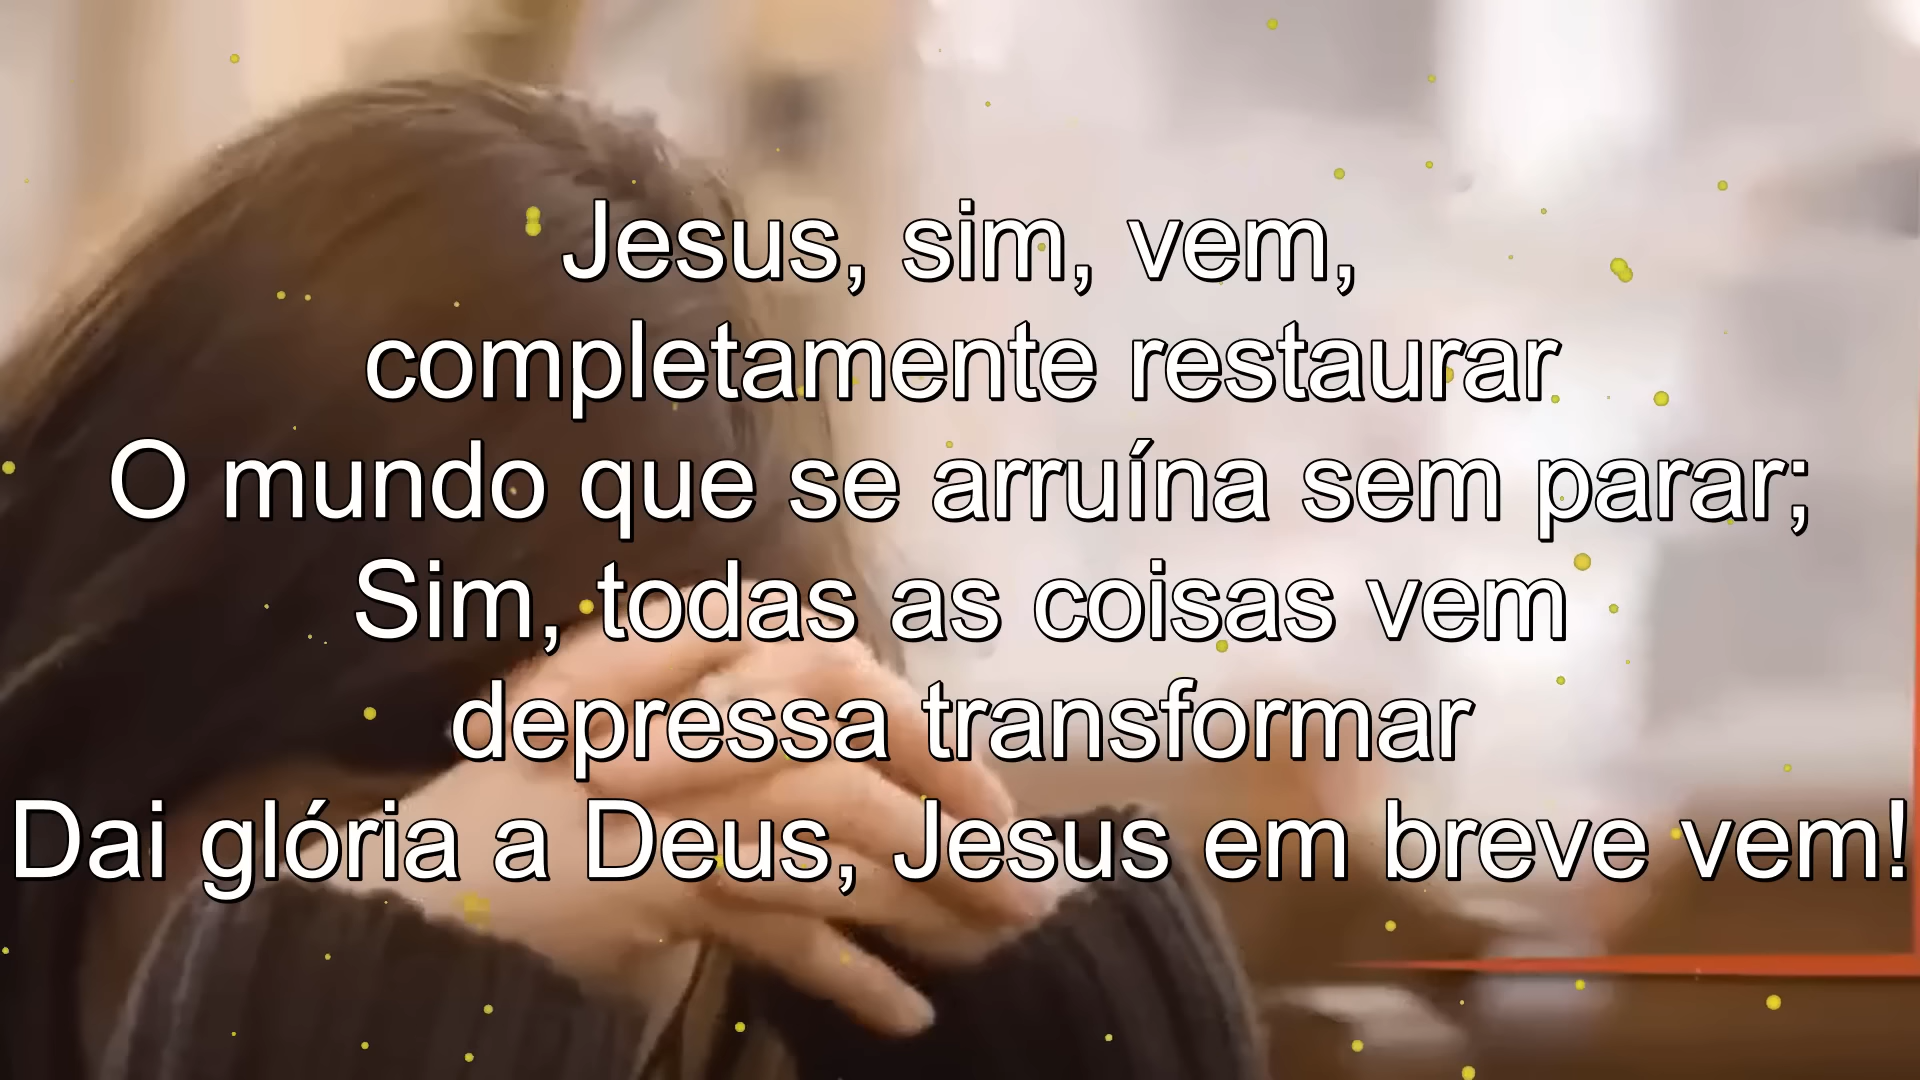 Jesus, sim, vem,
completamente restaurar
O mundo que se arruína sem parar;
Sim, todas as coisas vem
depressa transformar
Dai glória a Deus, Jesus em breve vem!